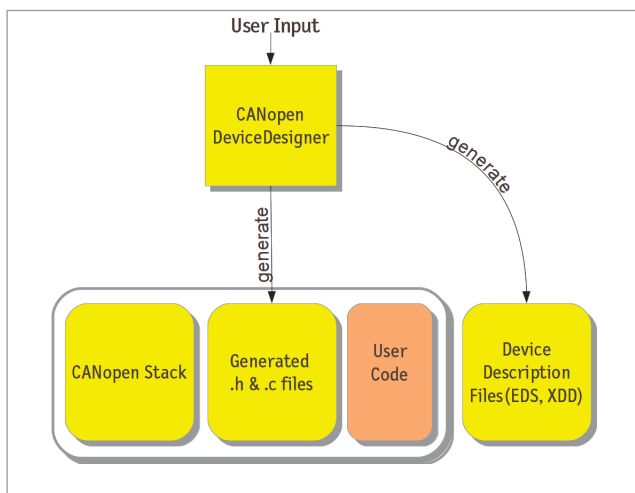 User Input
CANopen
DeviceDesigner
generate
generate
CANopen Stack
Generated
.h & .c files
User
Code
Device
Description
Files(EDS, XDD)